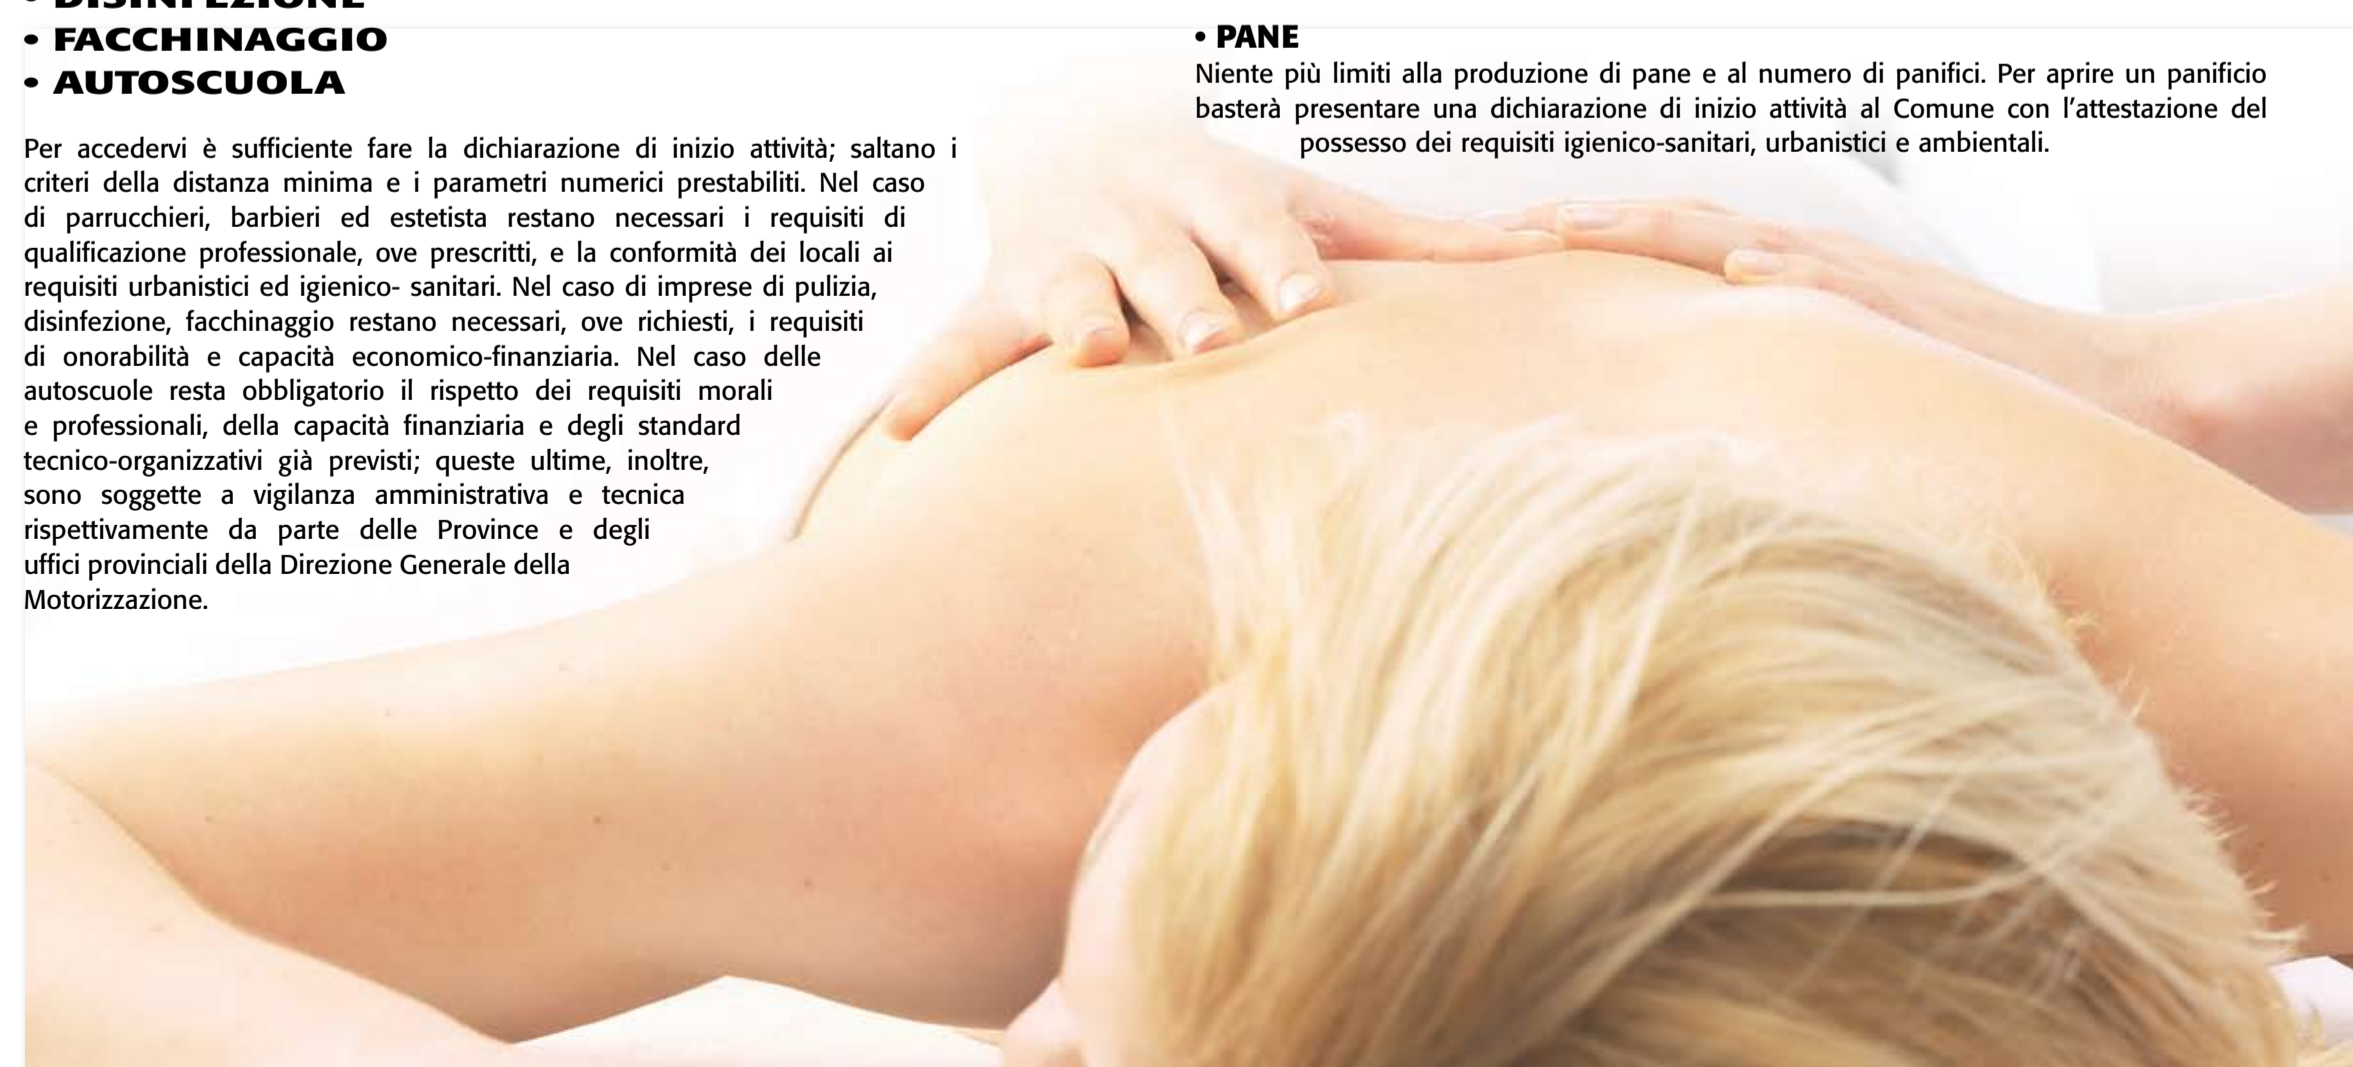 • DISINFEZIONE
• FACCHINAGGIO
• AUTOSCUOLA
Per accedervi è sufficiente fare la dichiarazione di inizio attività; saltano i
criteri della distanza minima e i parametri numerici prestabiliti. Nel caso
di parrucchieri, barbieri ed estetista restano necessari i requisiti di
qualificazione professionale, ove prescritti, e la conformità dei locali ai
requisiti urbanistici ed igienico- sanitari. Nel caso di imprese di pulizia,
disinfezione, facchinaggio restano necessari, ove richiesti, i requisiti
di onorabilità e capacità economico-finanziaria. Nel caso delle
autoscuole resta obbligatorio il rispetto dei requisiti morali
e professionali, della capacità finanziaria e degli standard
tecnico-organizzativi già previsti; queste ultime, inoltre,
sono soggette a vigilanza amministrativa e tecnica
rispettivamente da parte delle Province e degli
uffici provinciali della Direzione Generale della
Motorizzazione.
• PANE
Niente più limiti alla produzione di pane e al numero di panifici. Per aprire un panificio
basterà presentare una dichiarazione di inizio attività al Comune con l'attestazione del
possesso dei requisiti igienico-sanitari, urbanistici e ambientali.